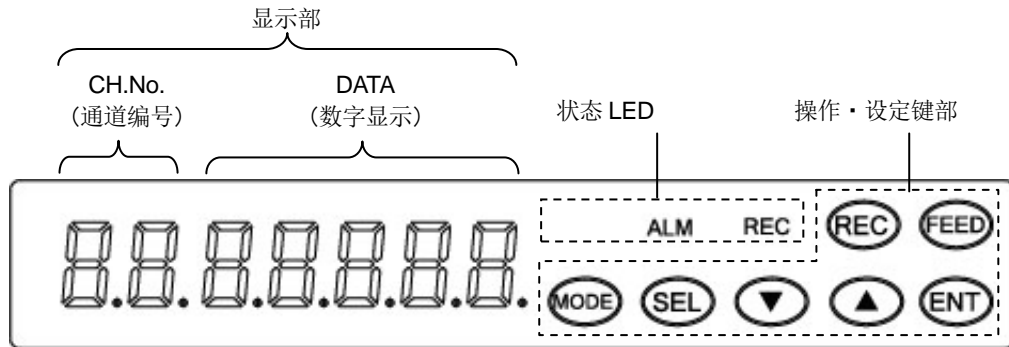 显示部
CH.No.
(通道编号)
DATA
(数字显示)
状态 LED
操作・设定键部
ALM REC
REC FEED
MODE SEL ▼ ▲ ENT